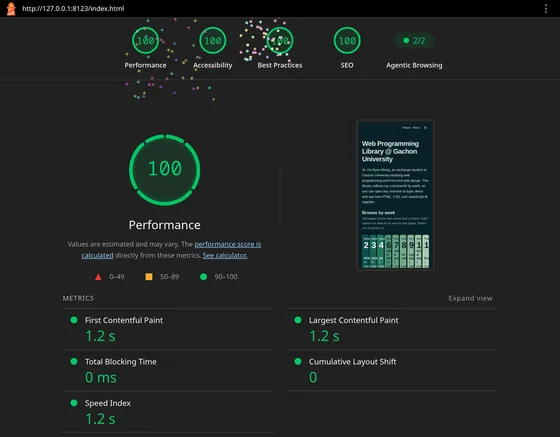 http://127.0.0.1:8123/index.html
100 100 100 100 2/2
Performance Accessibility Best Practices SEO Agentic Browsing
100
Performance
Values are estimated and may vary. The performance score is
calculated directly from these metrics. See calculator.
0–49 50–89 90–100
Web Programming
Library @ Gachon
University
Browse by week
METRICS Expand view
First Contentful Paint
1.2 s
Largest Contentful Paint
1.2 s
Total Blocking Time
0 ms
Cumulative Layout Shift
0
Speed Index
1.2 s